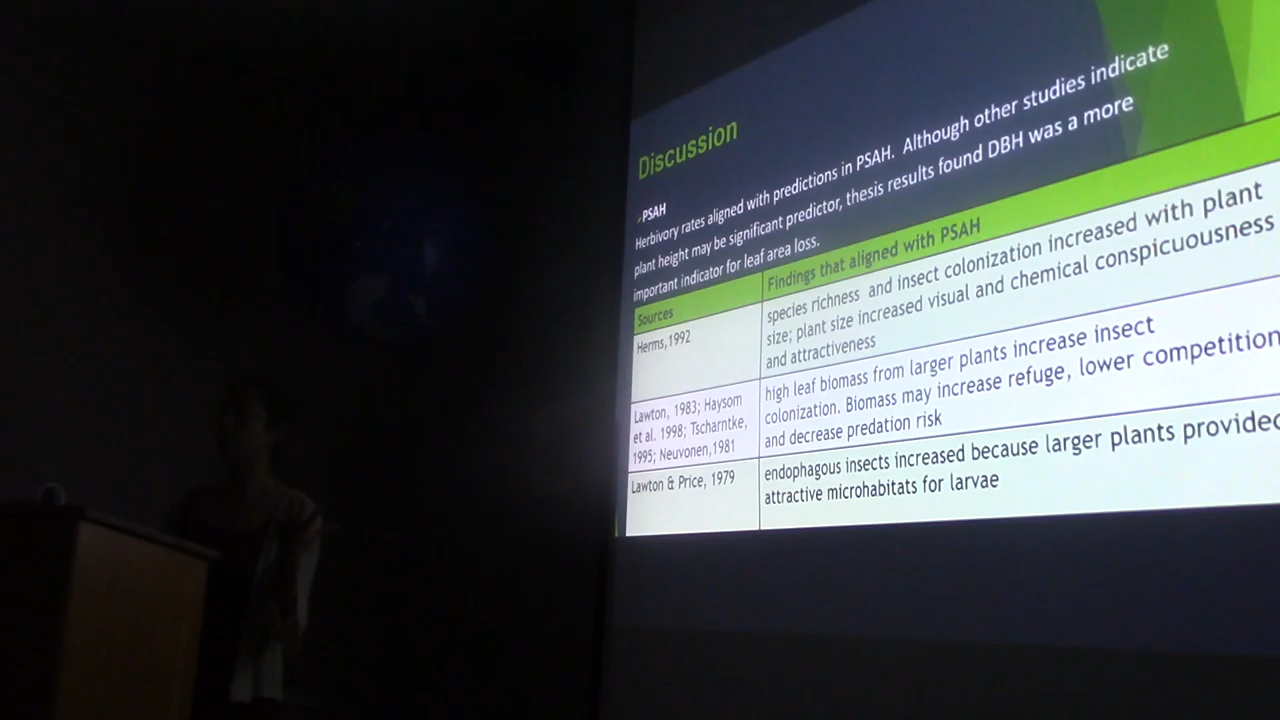 Discussion
PSAH
Herbivory rates aligned with predictions in PSAH. Although other studies indicate
plant height may be significant predictor, thesis results found DBH was a more
important indicator for leaf area loss.
Sources
Findings that aligned with PSAH
Herms,1992
species richness and insect colonization increased with plant
size; plant size increased visual and chemical conspicuousness
and attractiveness
Lawton, 1983; Haysom
et al. 1998; Tscharntke,
1995; Neuvonen,1981
high leaf biomass from larger plants increase insect
colonization. Biomass may increase refuge, lower competition
and decrease predation risk
Lawton & Price, 1979
endophagous insects increased because larger plants provided
attractive microhabitats for larvae